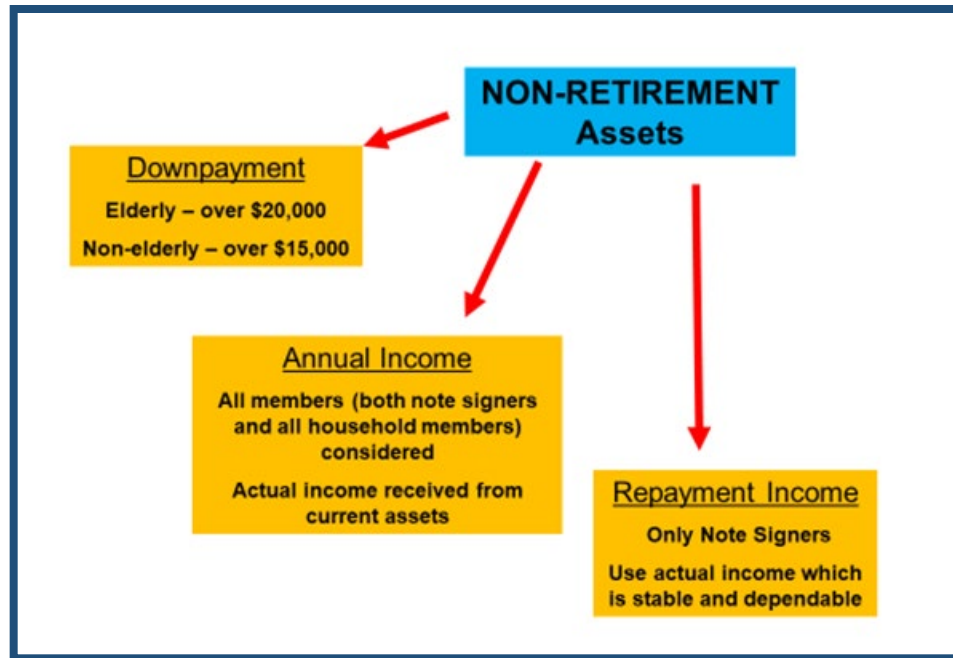 NON-RETIREMENT
Assets
Downpayment
Elderly – over $20,000
Non-elderly – over $15,000
Annual Income
All members (both note signers
and all household members)
considered
Actual income received from
current assets
Repayment Income
Only Note Signers
Use actual income which
is stable and dependable